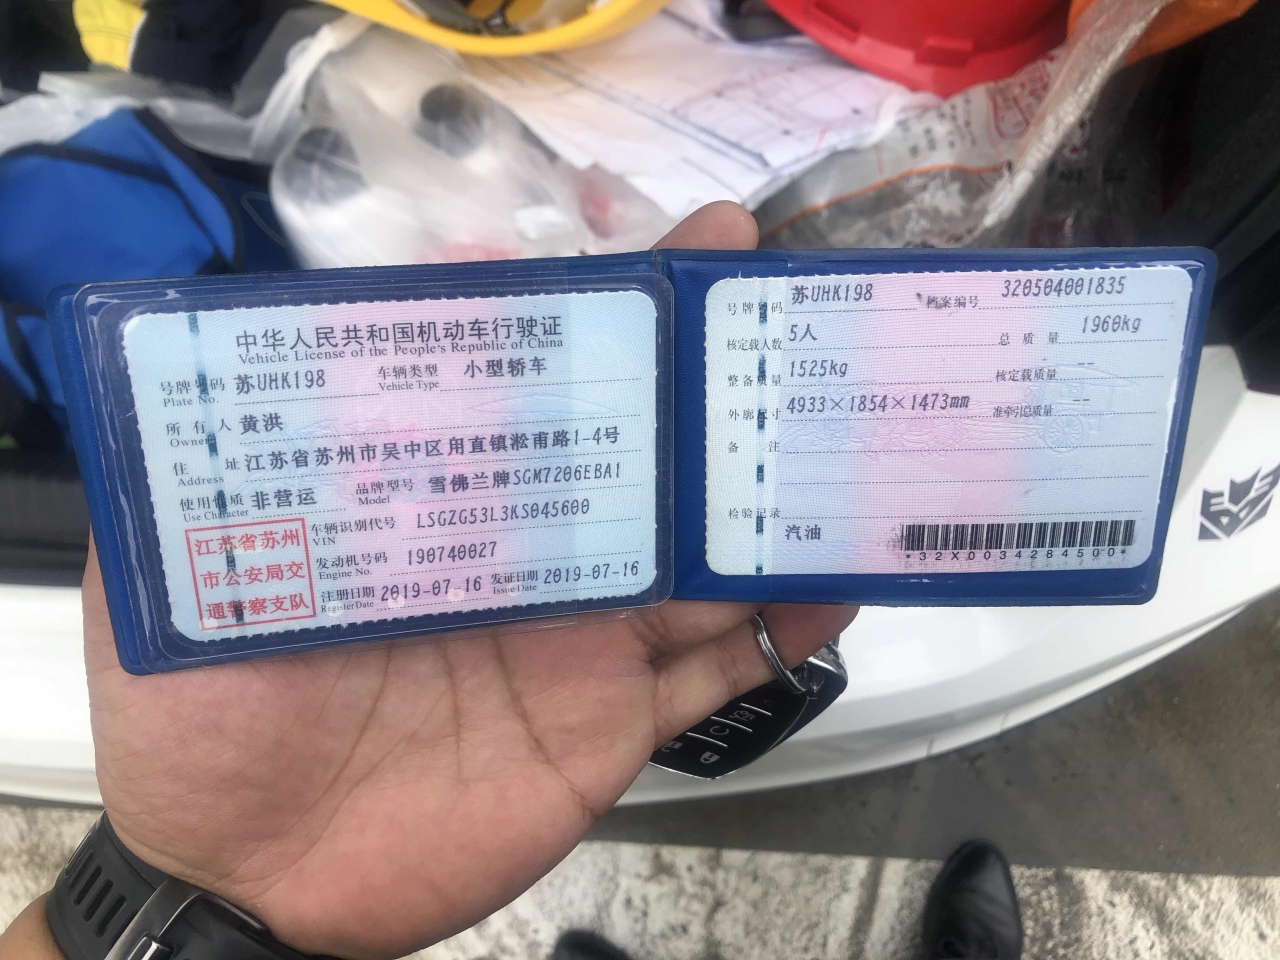 中华人民共和国机动车行驶证
Vehicle License of the People's Republic of China
号牌号码 苏UHK198 车辆类型 小型轿车
Plate No. Vehicle Type
所有人 黄洪
Owner
住址 江苏省苏州市吴中区甪直镇淞甫路1-4号
Address
使用性质 非营运 品牌型号 雪佛兰牌SGM7206EBA1
Use Character Model
江苏省苏州
市公安局交
通警察支队
车辆识别代号 LSGZG53L3KS045600
VIN
发动机号码 190740027
Engine No.
注册日期 2019-07-16 发证日期 2019-07-16
Register Date Issue Date
号牌号码 苏UHK198 档案编号 320504001835
核定载人数 5人 总质量 1960kg
整备质量 1525kg 核定载质量 --
外廓尺寸 4933×1854×1473mm 准牵引总质量 --
备注
检验记录
汽油
*32X0034284500*